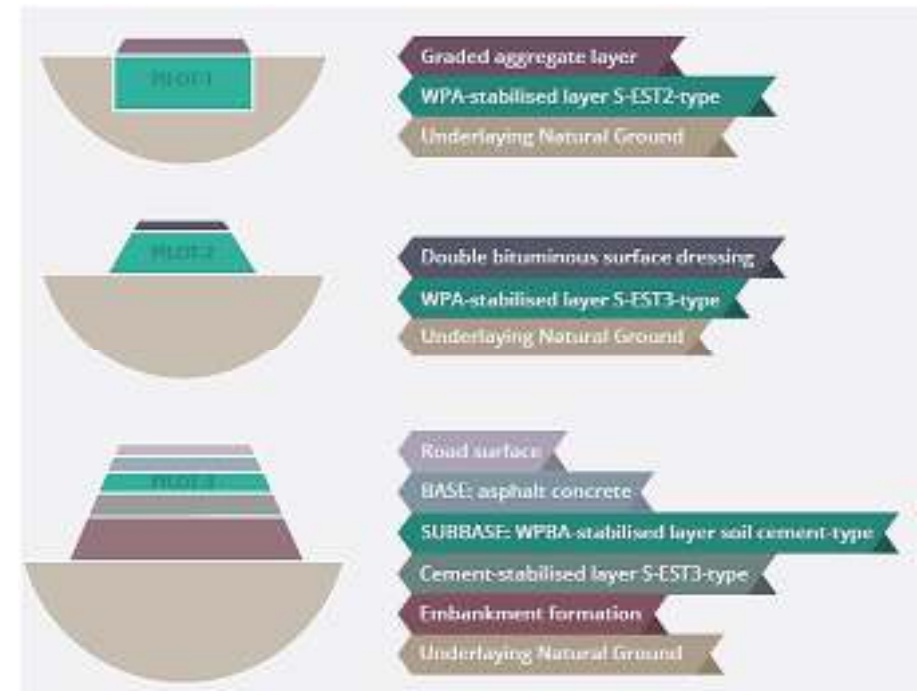 PILOT-1
Graded aggregate layer
WPA-stabilised layer S-EST2-type
Underlaying Natural Ground
PILOT-2
Double bituminous surface dressing
WPA-stabilised layer S-EST3-type
Underlaying Natural Ground
PILOT-3
Road surface
BASE: asphalt concrete
SUBBASE: WPBA-stabilised layer soil cement-type
Cement-stabilised layer S-EST3-type
Embankment formation
Underlaying Natural Ground